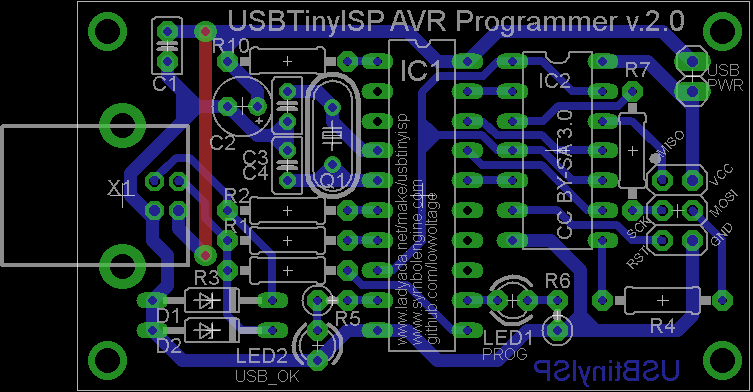 USBTinyISP AVR Programmer v.2.0
C1
R10
IC1
IC2
R7
USB
PWR
C2
C3
C4
Q1
X1
MISO
VCC
MOSI
SCK
RST
GND
R2
R1
R3
D1
D2
R5
LED2
USB_OK
LED1
PROG
R6
R4
www.ladyada.net/make/usbtinyisp
www.symbolengine.com
github.com/lowvoltage
CC BY-SA 3.0
USBtinyISP